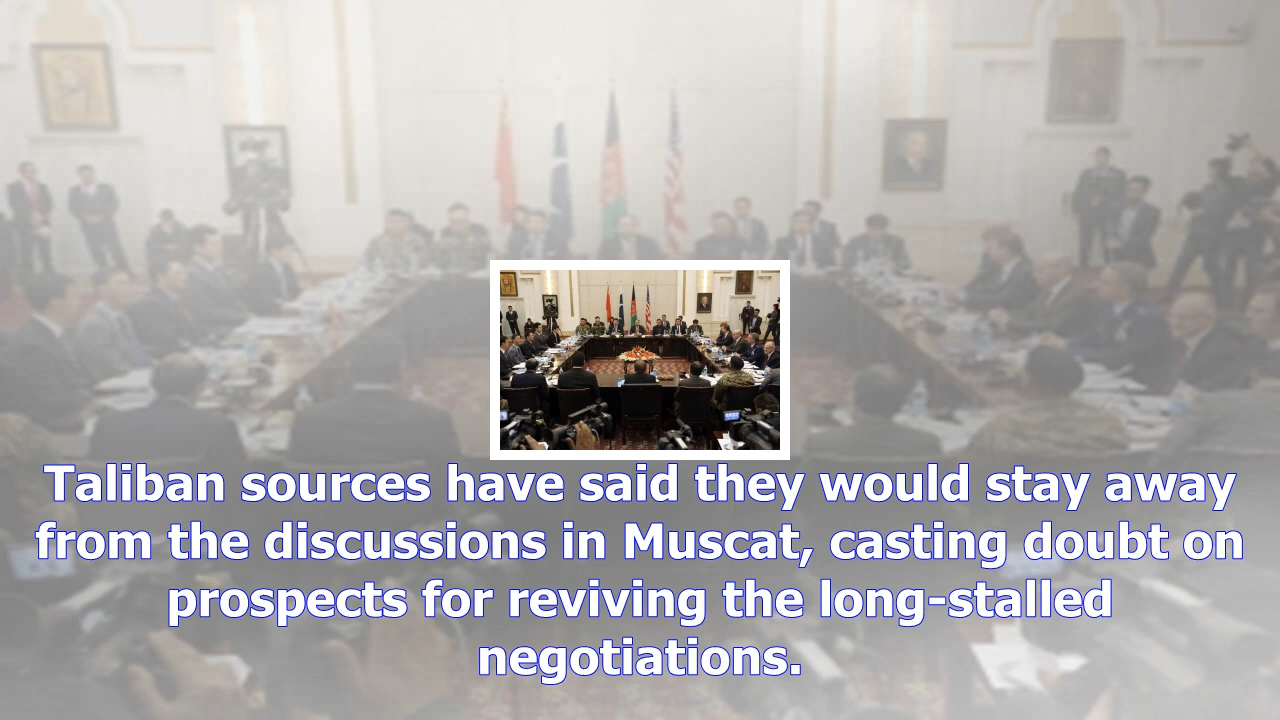 Taliban sources have said they would stay away
from the discussions in Muscat, casting doubt on
prospects for reviving the long-stalled
negotiations.